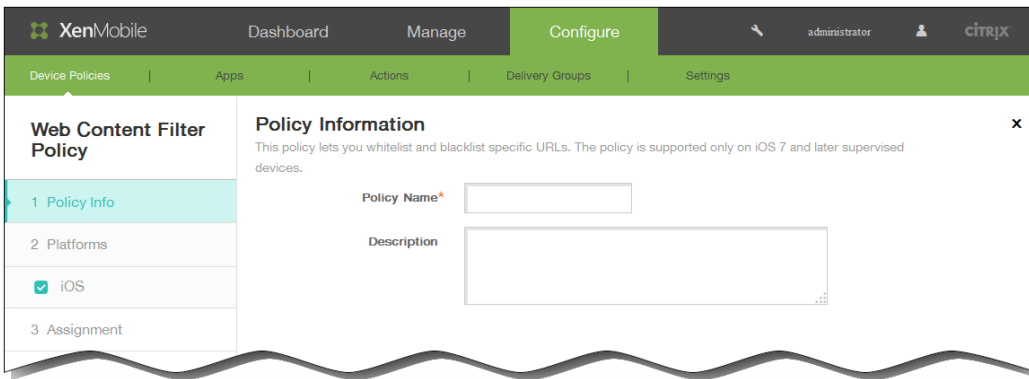 XenMobile Dashboard Manage Configure administrator CITRIX
Device Policies | Apps | Actions | Delivery Groups | Settings
Web Content Filter
Policy
1 Policy Info
2 Platforms
iOS
3 Assignment
Policy Information
x
This policy lets you whitelist and blacklist specific URLs. The policy is supported only on iOS 7 and later supervised
devices.
Policy Name*
Description